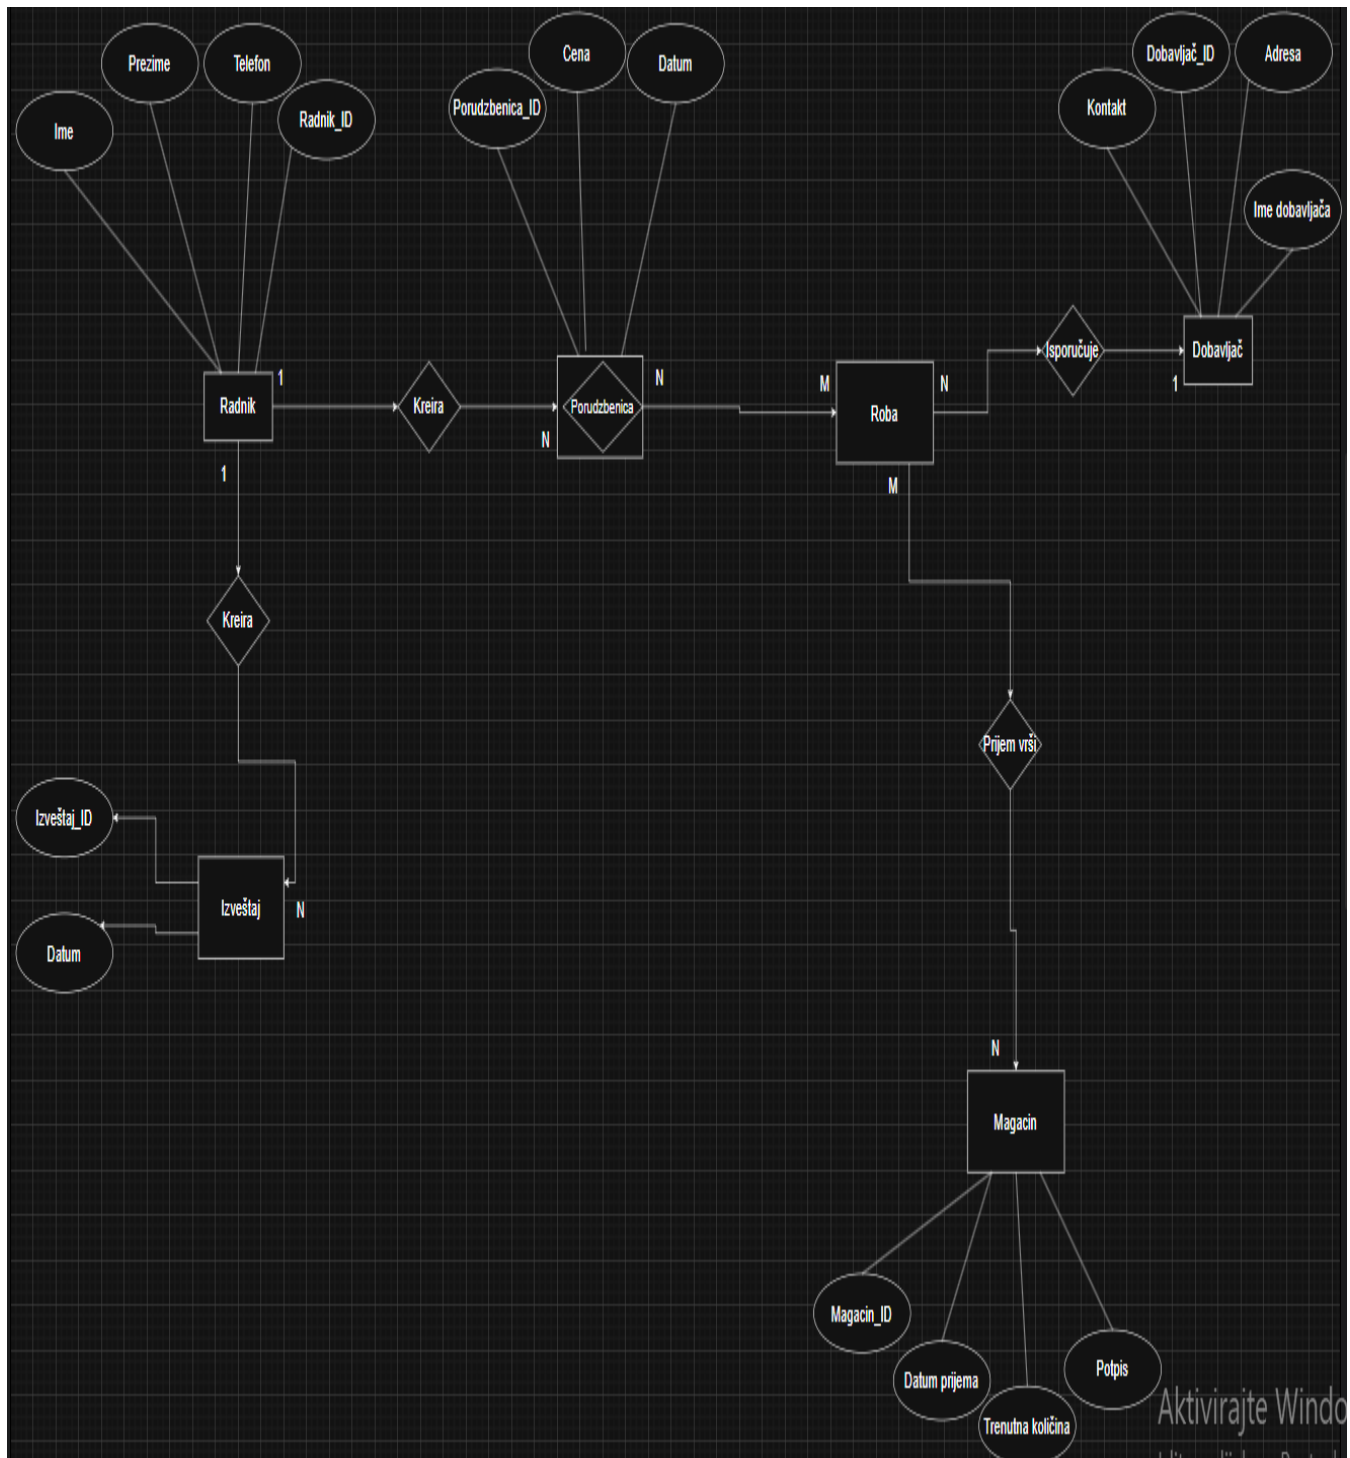 Prezime
Telefon
Ime
Radnik_ID
Porudzbenica_ID
Cena
Datum
Kontakt
Dobavljač_ID
Adresa
Ime dobavljača
Radnik
1
1
Kreira
Porudzbenica
N
N
M
Roba
N
M
Isporučuje
Dobavljač
1
Kreira
Prijem vrši
Izveštaj_ID
Izveštaj
N
Datum
N
Magacin
Magacin_ID
Datum prijema
Trenutna količina
Potpis
Aktivirajte Windo